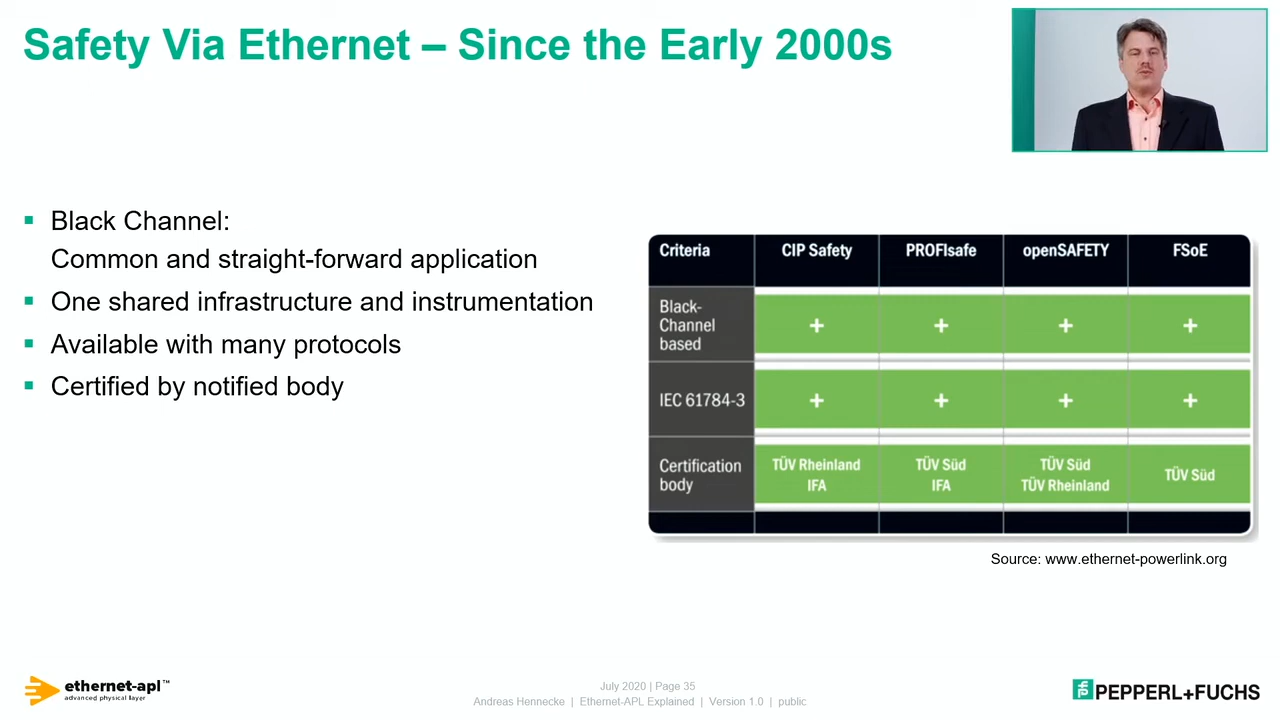 Safety Via Ethernet – Since the Early 2000s
Black Channel:
Common and straight-forward application
One shared infrastructure and instrumentation
Available with many protocols
Certified by notified body
Criteria CIP Safety PROFIsafe openSAFETY FSoE
Black-
Channel
based + + + +
IEC 61784-3 + + + +
Certification
body
TÜV Rheinland
IFA
TÜV Süd
IFA
TÜV Süd
TÜV Rheinland
TÜV Süd
Source: www.ethernet-powerlink.org
ethernet-apl™
advanced physical layer
July 2020 | Page 35
Andreas Hennecke | Ethernet-APL Explained | Version 1.0 | public
PEPPERL+FUCHS